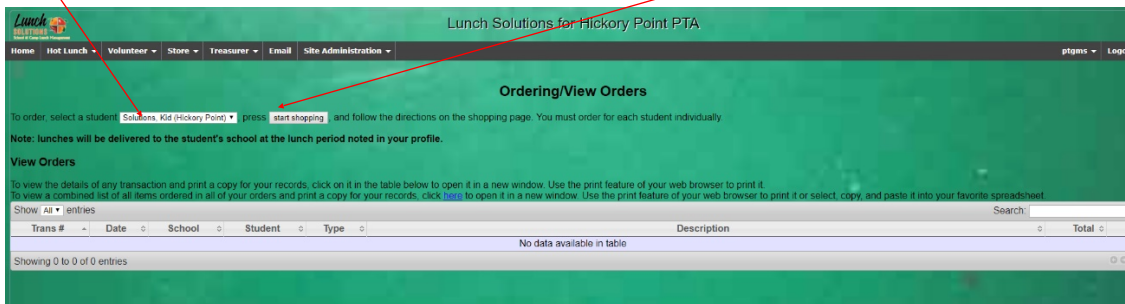 Lunch
SOLUTIONS
Lunch Solutions for Hickory Point PTA
Home Hot Lunch Volunteer Store Treasurer Email Site Administration ptgms Logo
Ordering/View Orders
To order, select a student Solutions, Kid (Hickory Point) , press start shopping , and follow the directions on the shopping page. You must order for each student individually.
Note: lunches will be delivered to the student's school at the lunch period noted in your profile.
View Orders
To view the details of any transaction and print a copy for your records, click on it in the table below to open it in a new window. Use the print feature of your web browser to print it.
To view a combined list of all items ordered in all of your orders and print a copy for your records, click here to open it in a new window. Use the print feature of your web browser to print it or select, copy, and paste it into your favorite spreadsheet.
Show All entries Search:
Trans # Date School Student Type Description Total
No data available in table
Showing 0 to 0 of 0 entries